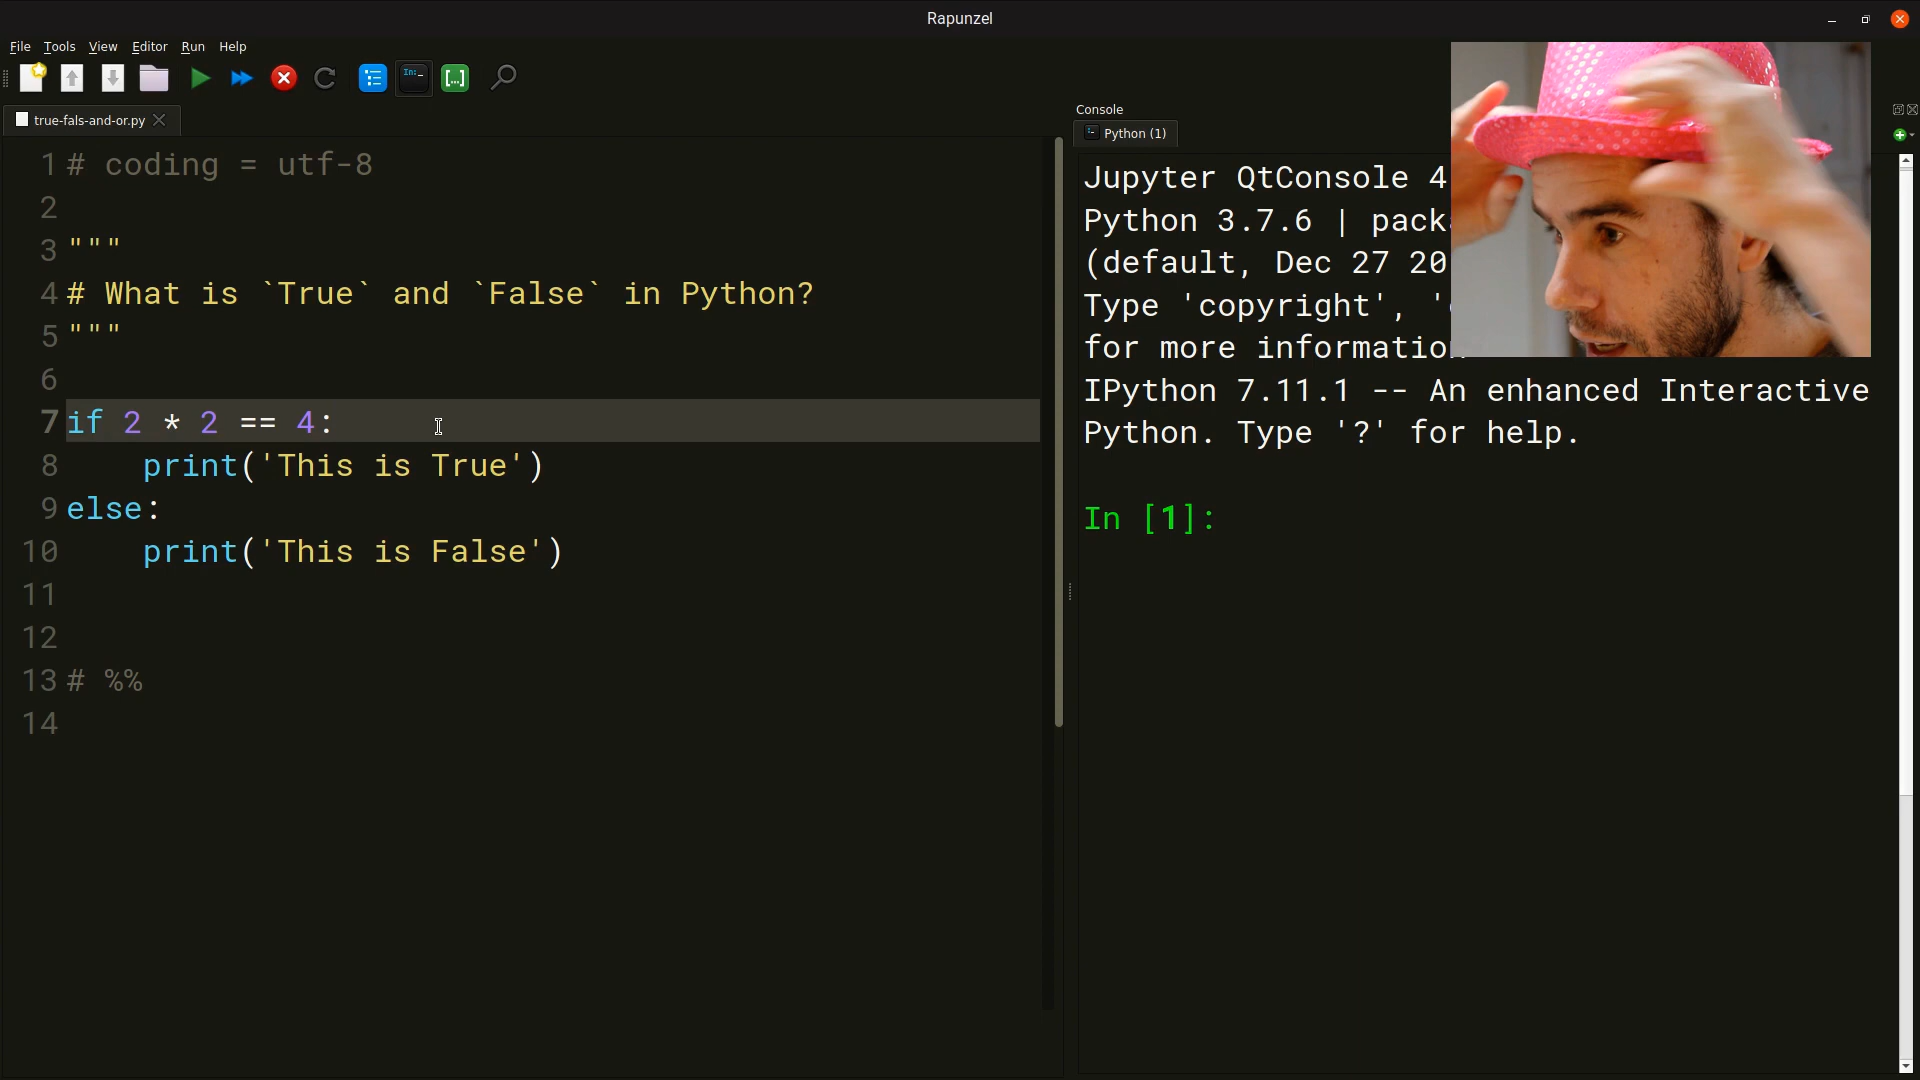 Rapunzel
File Tools View Editor Run Help
In:_
[...]
true-fals-and-or.py
1 # coding = utf-8
2
3 """
4 # What is `True` and `False` in Python?
5 """
6
7 if 2 * 2 == 4:
8 print('This is True')
9 else:
10 print('This is False')
11
12
13 # %%
14
Console
Python (1)
Jupyter QtConsole 4
Python 3.7.6 |
(default, Dec 27 20
Type 'copyright', '
for more
IPython 7.11.1 -- An enhanced Interactive
Python. Type '?' for help.
In [1]: